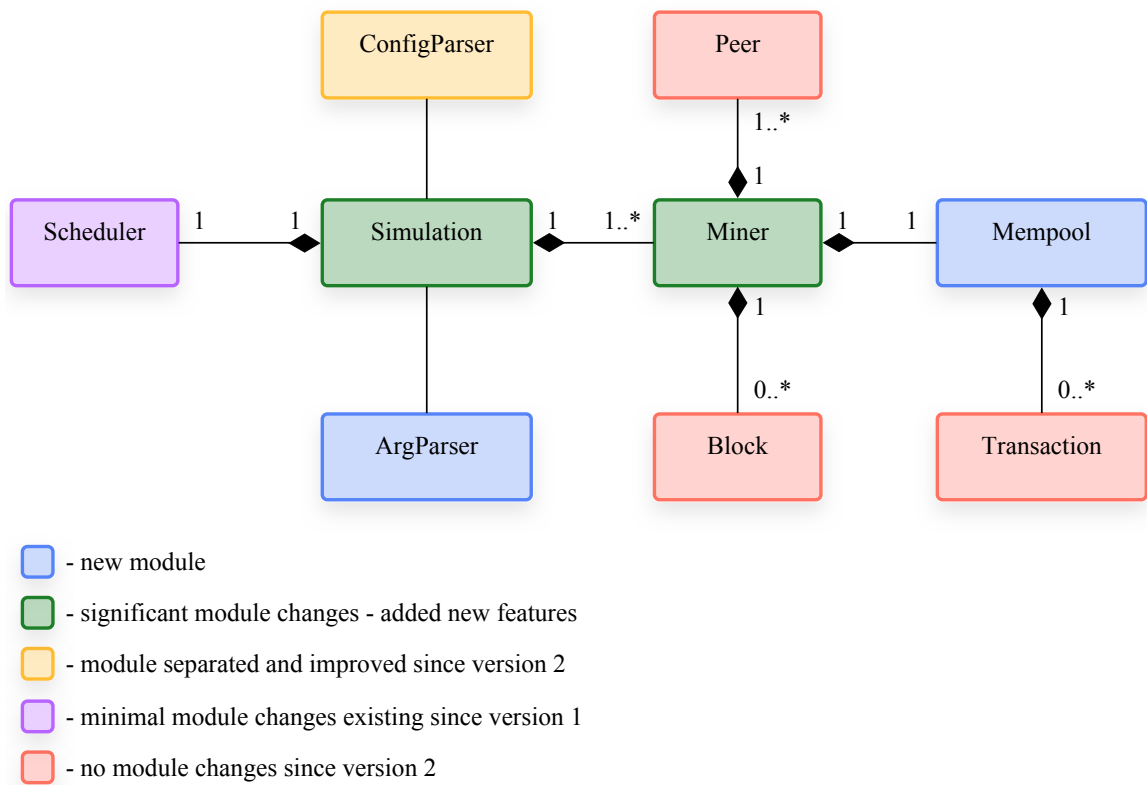 ConfigParser
Peer
1..*
1
Scheduler
1
1
Simulation
1
1..*
Miner
1
1
Mempool
1
1
0..*
0..*
ArgParser
Block
Transaction
- new module
- significant module changes - added new features
- module separated and improved since version 2
- minimal module changes existing since version 1
- no module changes since version 2